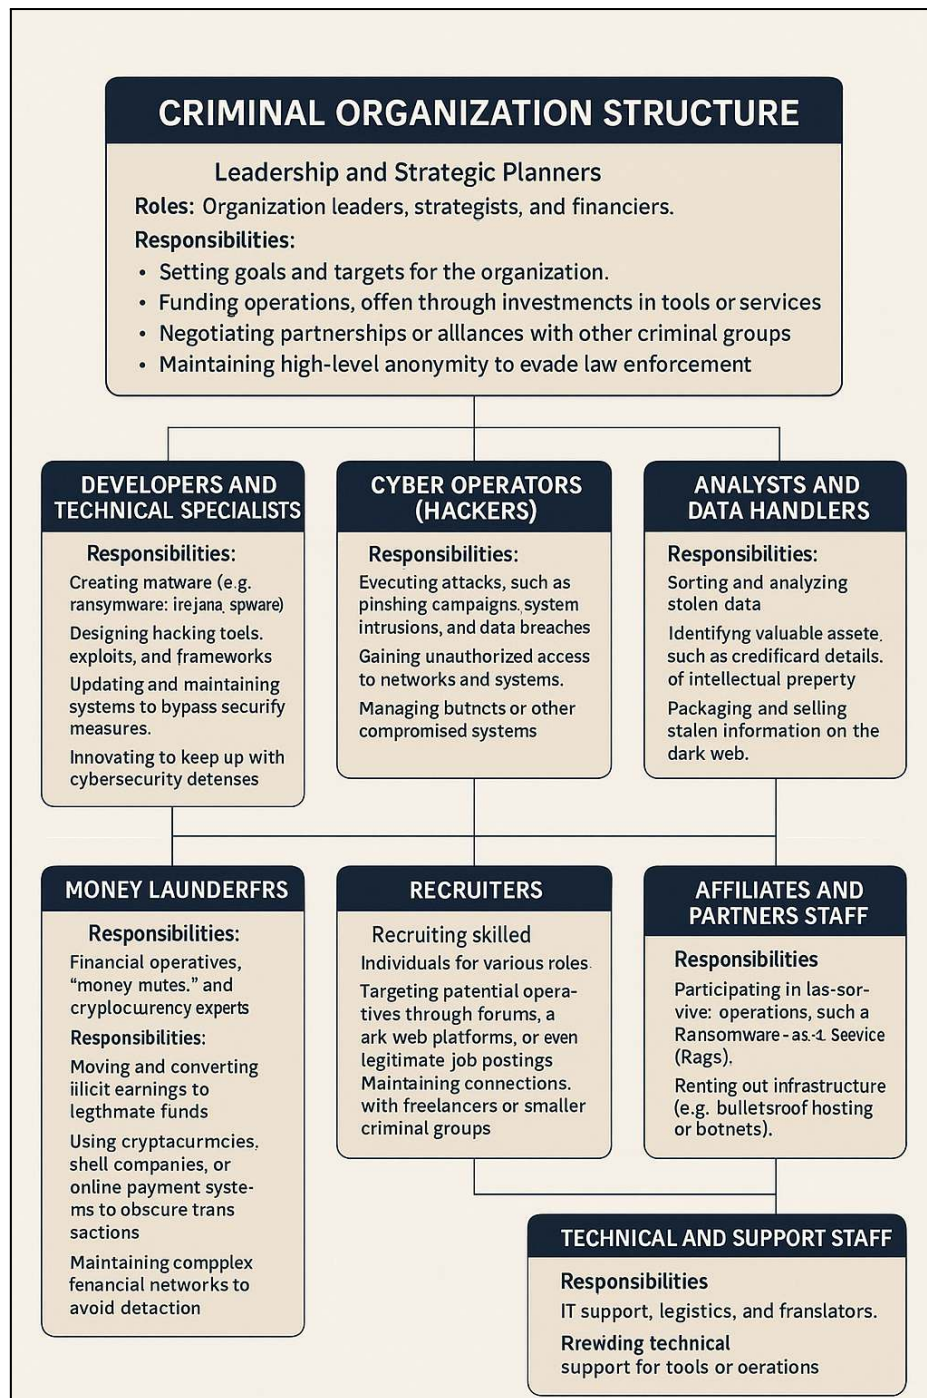 CRIMINAL ORGANIZATION STRUCTURE
Leadership and Strategic Planners
Roles: Organization leaders, strategists, and financiers.
Responsibilities:
• Setting goals and targets for the organization.
• Funding operations, offen through investmencts in tools or services
• Negotiating partnerships or alllances with other criminal groups
• Maintaining high-level anonymity to evade law enforcement
DEVELOPERS AND
TECHNICAL SPECIALISTS
Responsibilities:
Creating matware (e.g.
ransymware: irejana, spware)
Designing hacking tools.
exploits, and frameworks
Updating and maintaining
systems to bypass securify
measures.
Innovating to keep up with
cybersecurity detenses
CYBER OPERATORS
(HACKERS)
Responsibilities:
Executing attacks, such as
pinshing campaigns, system
intrusions, and data breaches
Gaining unauthorized access
to networks and systems.
Managing butncts or other
compromised systems
ANALYSTS AND
DATA HANDLERS
Responsibilities:
Sorting and analyzing
stolen data
Identifyng valuable assete,
such as credificard details.
of intellectual preperty
Packaging and selling
stalen information on the
dark web.
MONEY LAUNDERFRS
Responsibilities:
Financial operatives,
“money mutes.” and
cryptocurrency experts
Responsibilities:
Moving and converting
iilicit earnings to
legthmate funds
Using cryptacurmcies,
shell companies, or
online payment syste-
ms to obscure trans
sactions
Maintaining compplex
fenancial networks to
avoid detaction
RECRUITERS
Recruiting skilled
Individuals for various roles.
Targeting patential opera-
tives through forums, a
ark web platforms, or even
legitimate job postings
Maintaining connections.
with freelancers or smaller
criminal groups
AFFILIATES AND
PARTNERS STAFF
Responsibilities
Participating in las-sor-
vive: operations, such a
Ransomware-as-1 Seevice
(Rags).
Renting out infrastructure
(e.g. bulletsroof hosting
or botnets).
TECHNICAL AND SUPPORT STAFF
Responsibilities
IT support, legistics, and franslators.
Rrewiding technical
support for tools or oerations